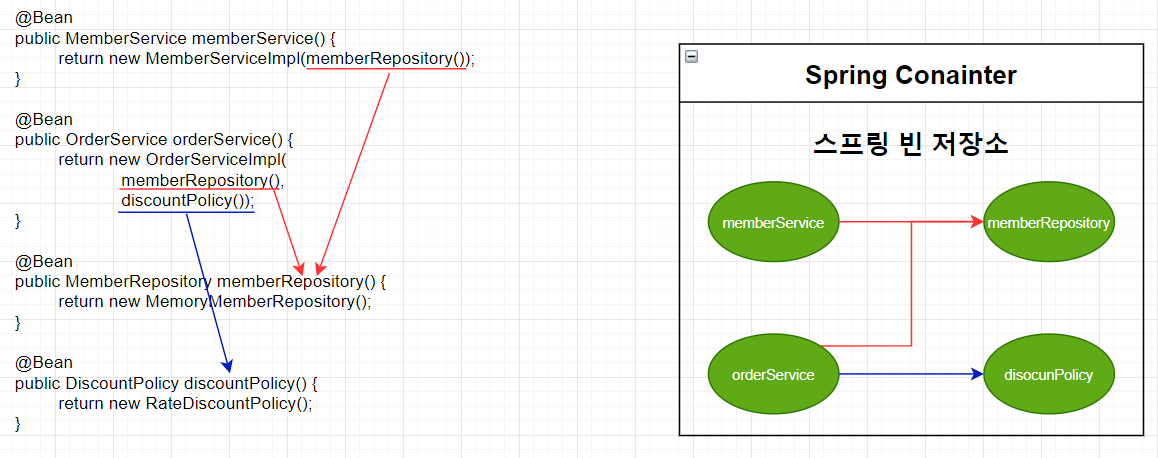 @Bean
public MemberService memberService() {
return new MemberServiceImpl(memberRepository());
}
@Bean
public OrderService orderService() {
return new OrderServiceImpl(
memberRepository(),
discountPolicy());
}
@Bean
public MemberRepository memberRepository() {
return new MemoryMemberRepository();
}
@Bean
public DiscountPolicy discountPolicy() {
return new RateDiscountPolicy();
}
Spring Conainter
스프링 빈 저장소
memberService
memberRepository
orderService
disocunPolicy